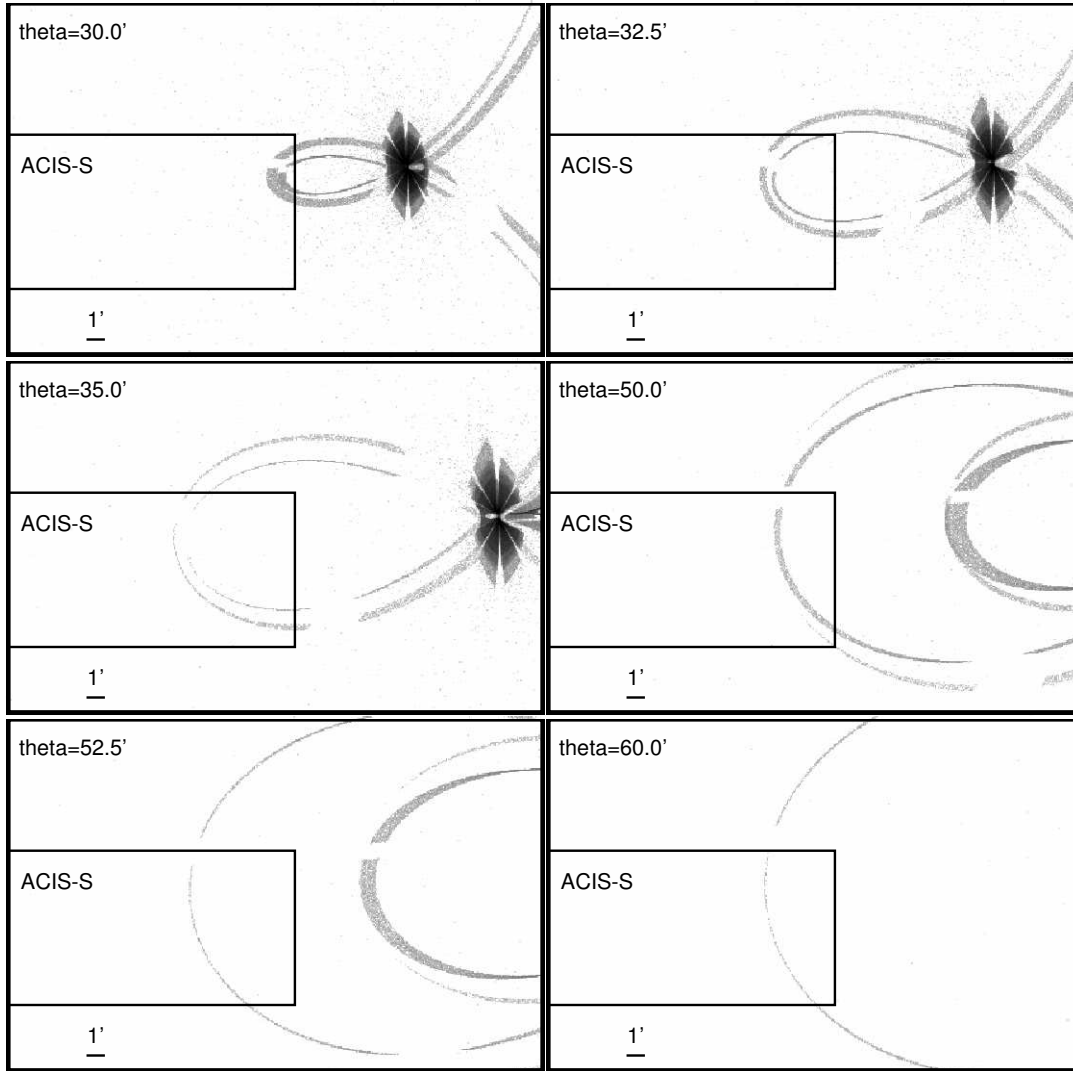 theta=30.0’
ACIS-S
1’
theta=32.5’
ACIS-S
1’
theta=35.0’
ACIS-S
1’
theta=50.0’
ACIS-S
1’
theta=52.5’
ACIS-S
1’
theta=60.0’
ACIS-S
1’